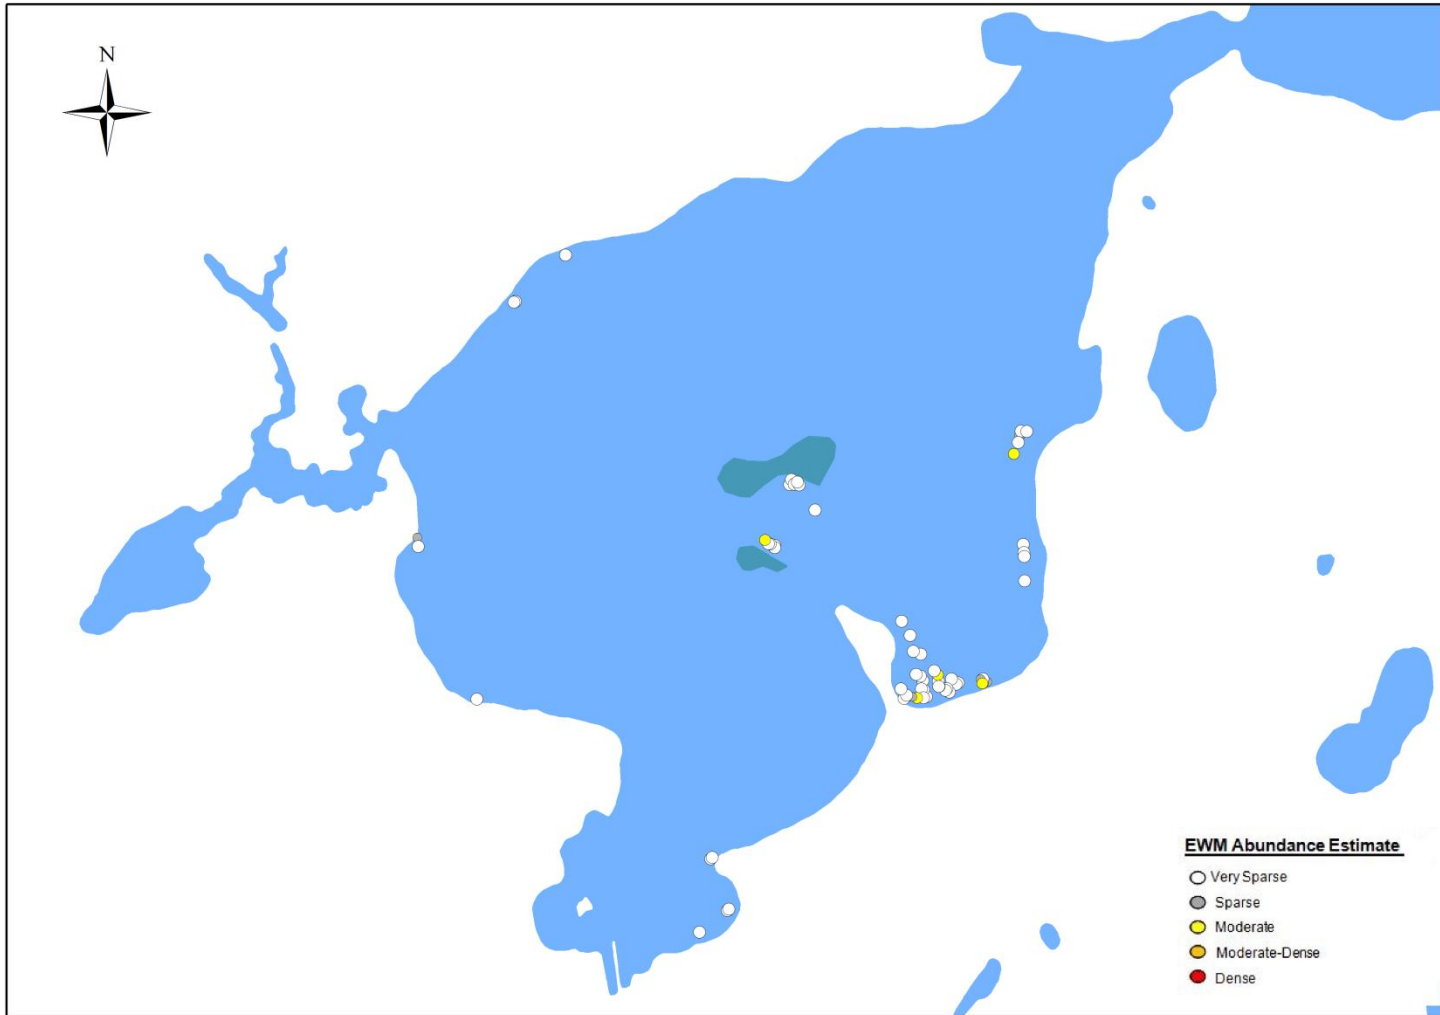 N
EWM Abundance Estimate
Very Sparse
Sparse
Moderate
Moderate-Dense
Dense